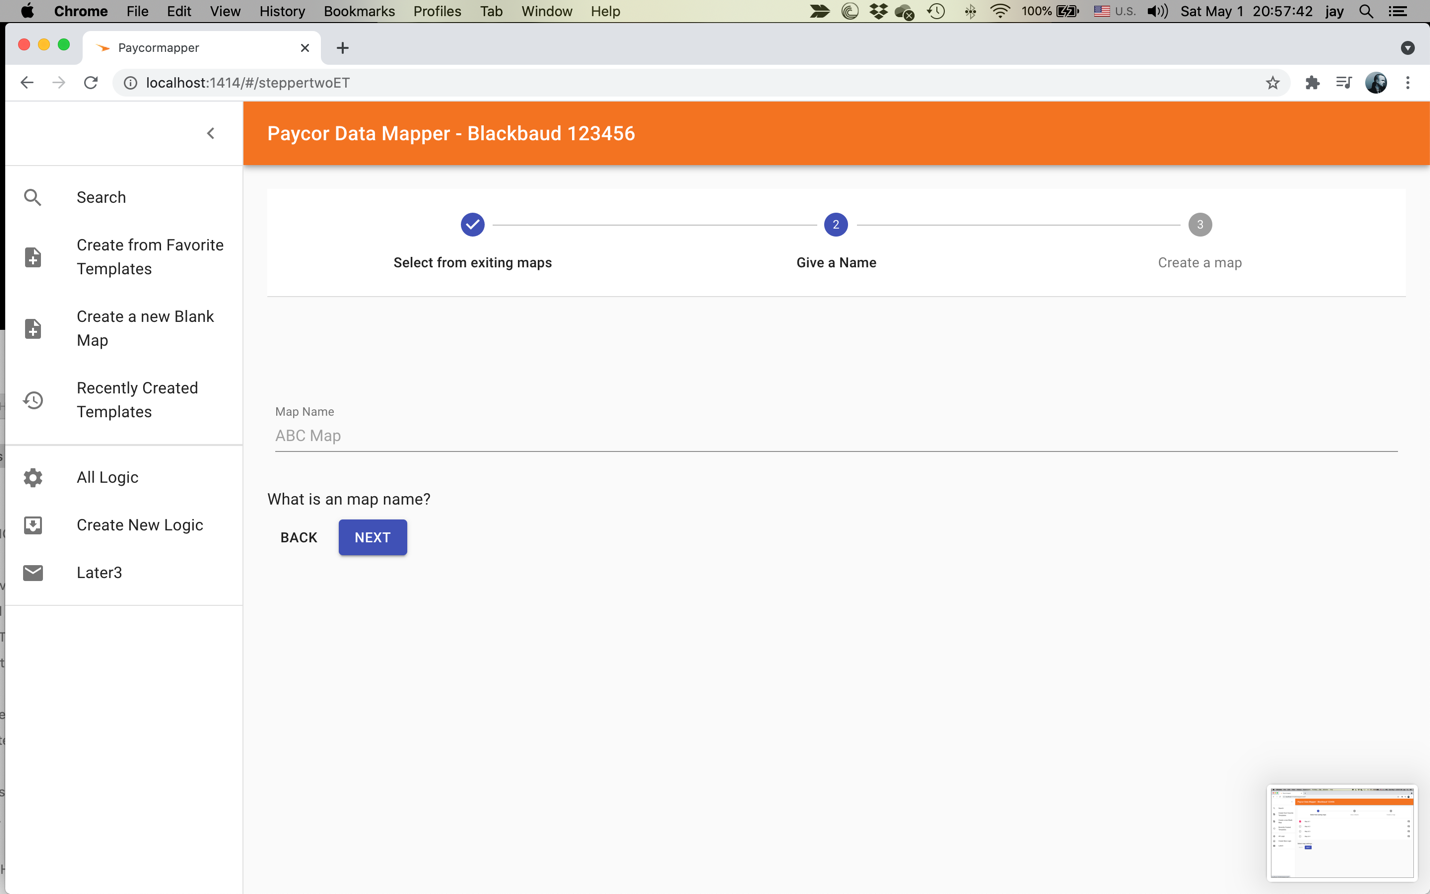 Chrome File Edit View History Bookmarks Profiles Tab Window Help 100% U.S. Sat May 1 20:57:42 jay
Paycormapper
localhost:1414/#/steppertwoET
Paycor Data Mapper - Blackbaud 123456
Search
Create from Favorite
Templates
Create a new Blank
Map
Recently Created
Templates
All Logic
Create New Logic
Later3
2
3
Select from exiting maps
Give a Name
Create a map
Map Name
ABC Map
What is an map name?
BACK
NEXT